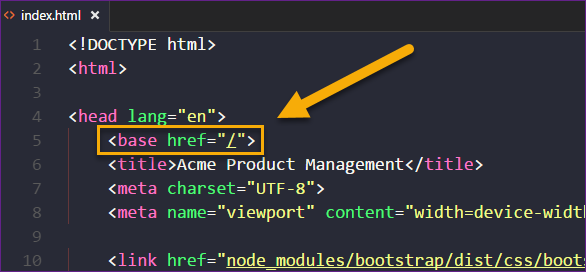 index.html ×
1 <!DOCTYPE html>
2 <html>
3
4 <head lang="en">
5 <base href="/">
6 <title>Acme Product Management</title>
7 <meta charset="UTF-8">
8 <meta name="viewport" content="width=device-width
9
10 <link href="node_modules/bootstrap/dist/css/boots